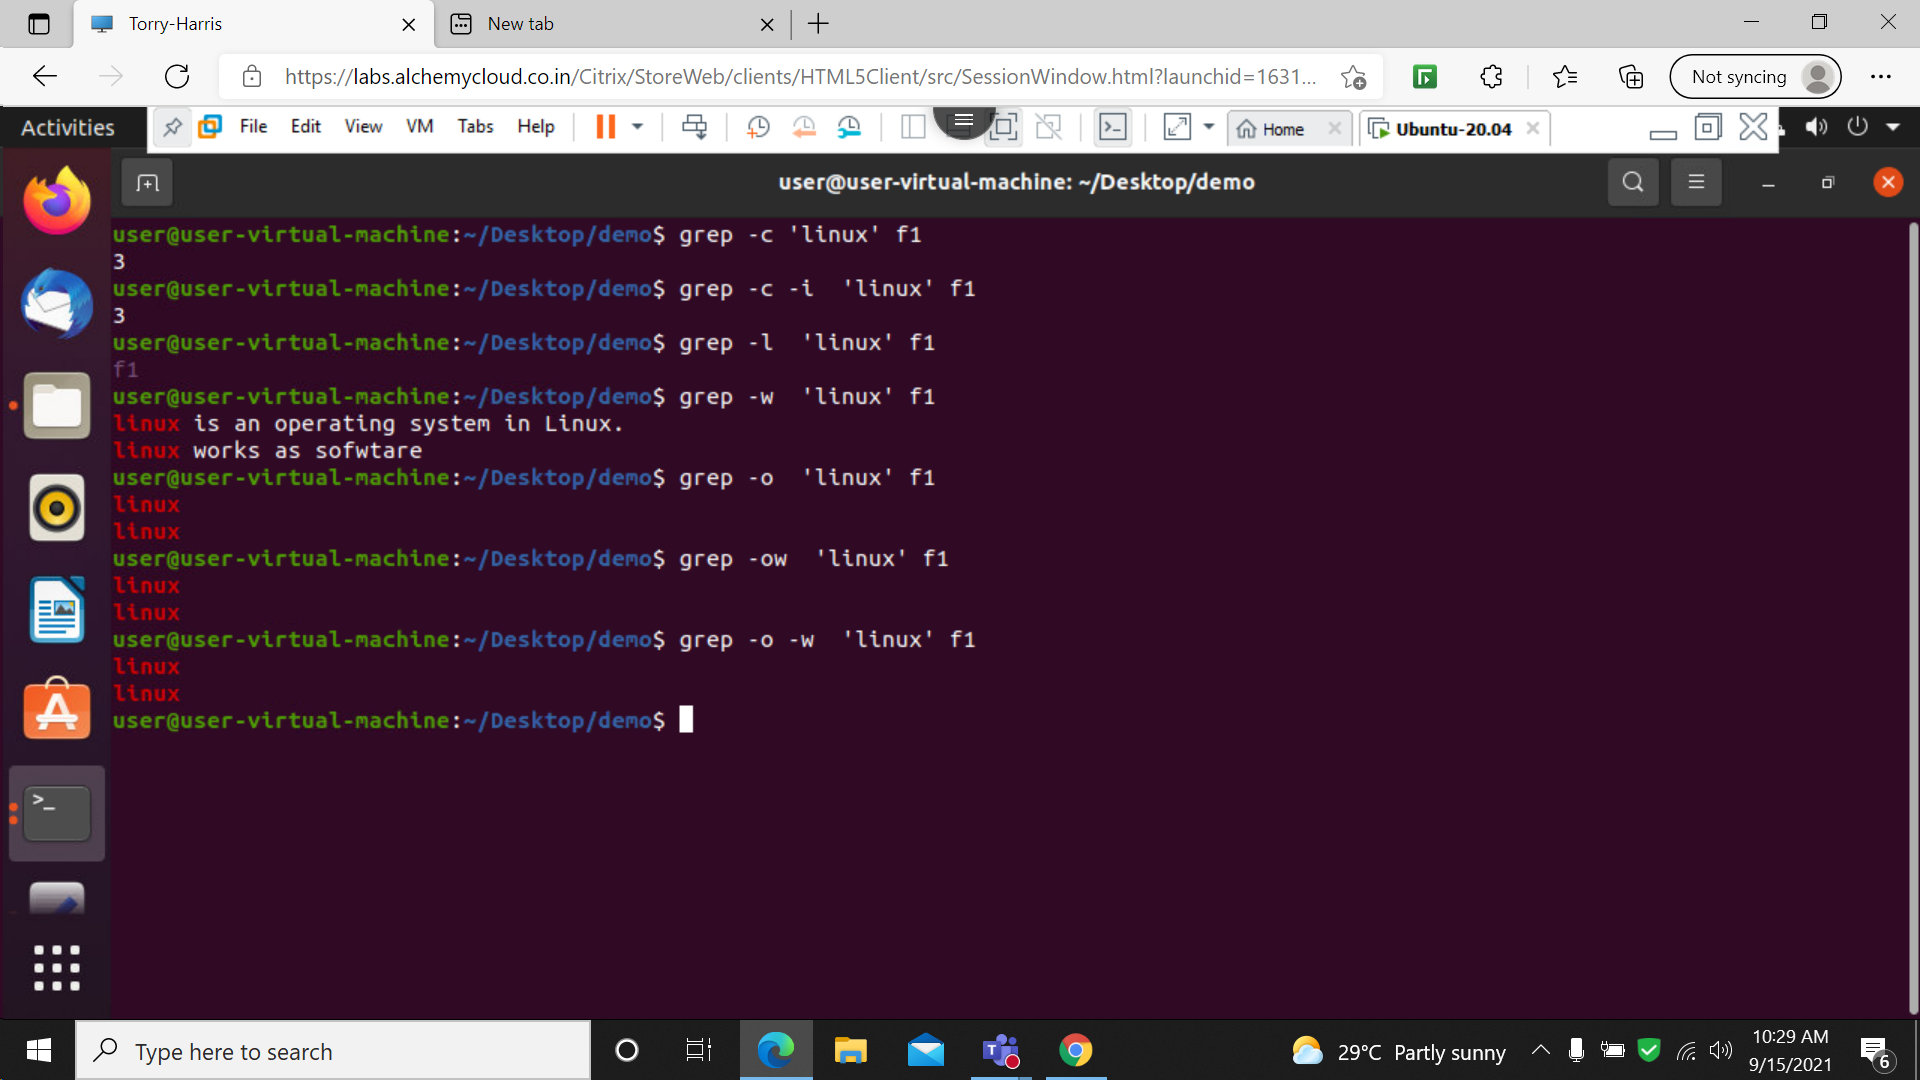 Torry-Harris
New tab
https://labs.alchemycloud.co.in/Citrix/StoreWeb/clients/HTML5Client/src/SessionWindow.html?launchid=1631...
Not syncing
Activities
File Edit View VM Tabs Help
Home
Ubuntu-20.04
user@user-virtual-machine: ~/Desktop/demo
user@user-virtual-machine:~/Desktop/demo$ grep -c 'linux' f1
3
user@user-virtual-machine:~/Desktop/demo$ grep -c -i  'linux' f1
3
user@user-virtual-machine:~/Desktop/demo$ grep -l  'linux' f1
f1
user@user-virtual-machine:~/Desktop/demo$ grep -w  'linux' f1
linux is an operating system in Linux.
linux works as sofwtare
user@user-virtual-machine:~/Desktop/demo$ grep -o  'linux' f1
linux
linux
user@user-virtual-machine:~/Desktop/demo$ grep -ow  'linux' f1
linux
linux
user@user-virtual-machine:~/Desktop/demo$ grep -o -w  'linux' f1
linux
linux
user@user-virtual-machine:~/Desktop/demo$
Type here to search
29°C Partly sunny
10:29 AM
9/15/2021
6